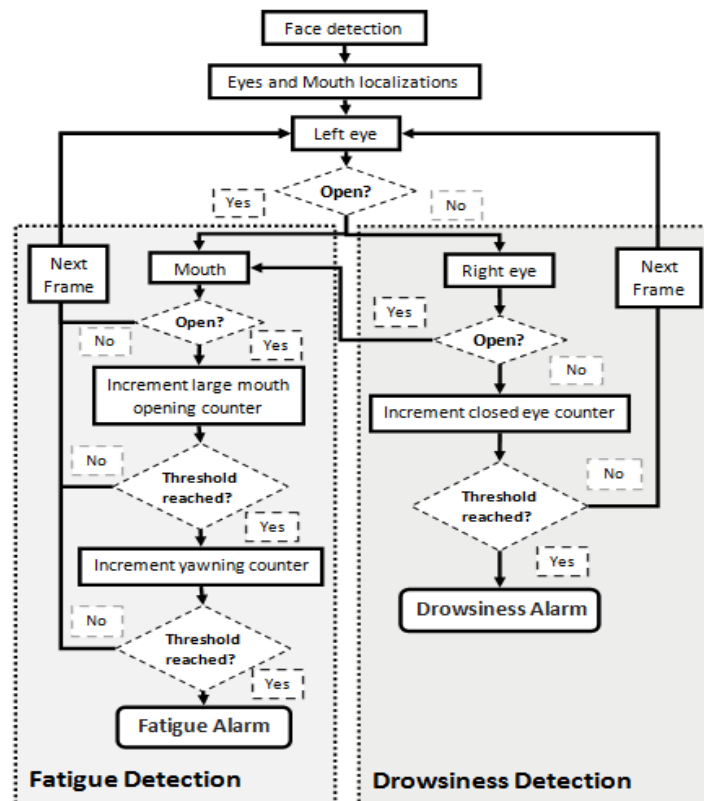 Face detection
Eyes and Mouth localizations
Left eye
Open?
Yes
No
Next
Frame
Mouth
Right eye
Next
Frame
Open?
Yes
Open?
No
Yes
No
Increment large mouth
opening counter
Increment closed eye counter
No
Threshold
reached?
Threshold
reached?
No
Yes
Yes
Increment yawning counter
Drowsiness Alarm
No
Threshold
reached?
Yes
Fatigue Alarm
Fatigue Detection
Drowsiness Detection